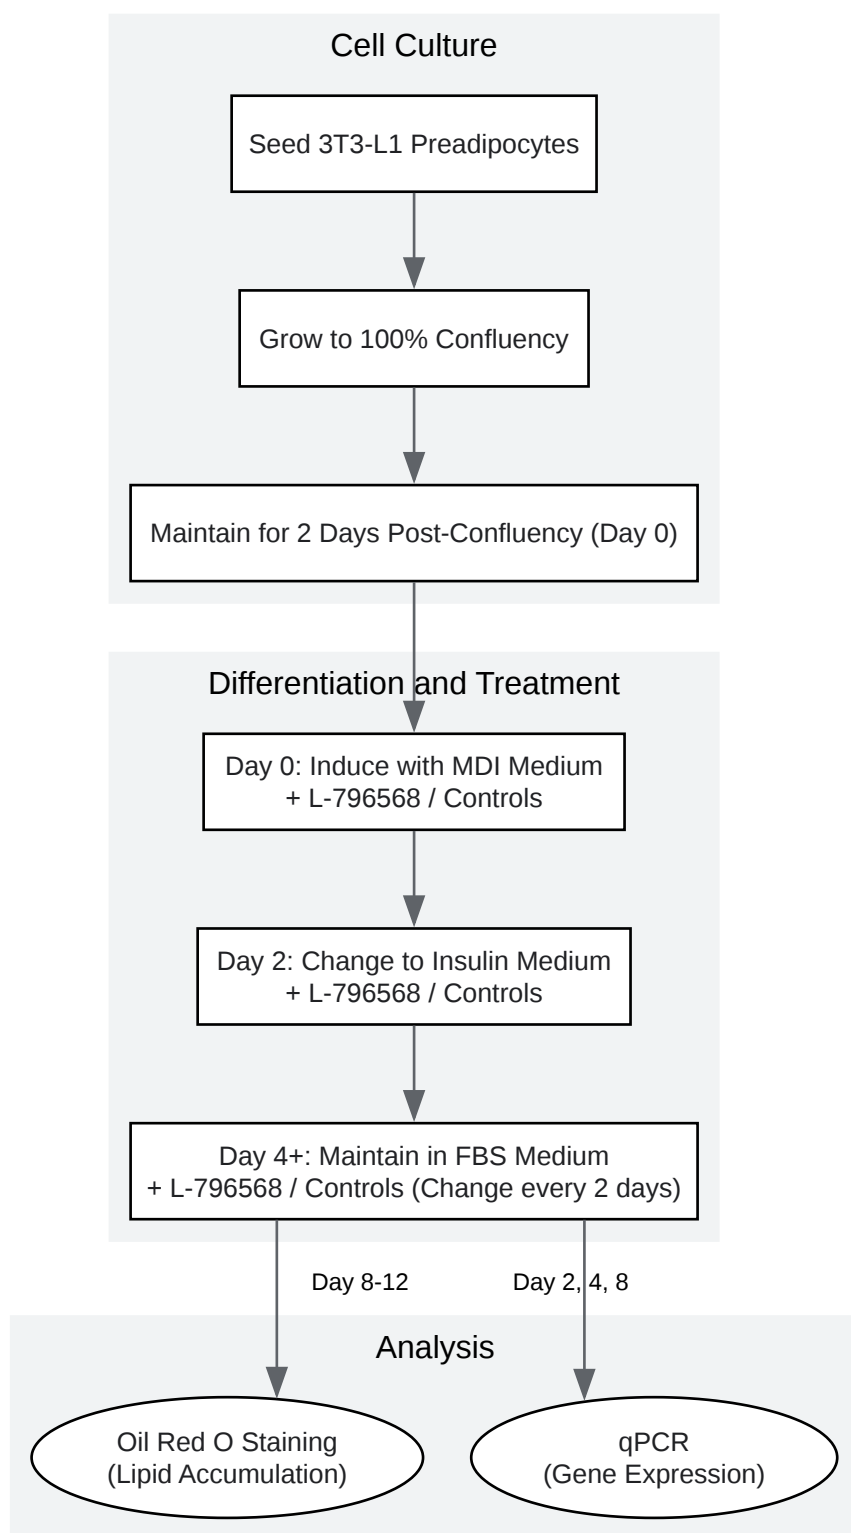 Cell Culture
Seed 3T3-L1 Preadipocytes
Grow to 100% Confluency
Maintain for 2 Days Post-Confluency (Day 0)
Differentiation and Treatment
Day 0: Induce with MDI Medium
+ L-796568 / Controls
Day 2: Change to Insulin Medium
+ L-796568 / Controls
Day 4+: Maintain in FBS Medium
+ L-796568 / Controls (Change every 2 days)
Day 8-12
Day 2, 4, 8
Analysis
Oil Red O Staining
(Lipid Accumulation)
qPCR
(Gene Expression)